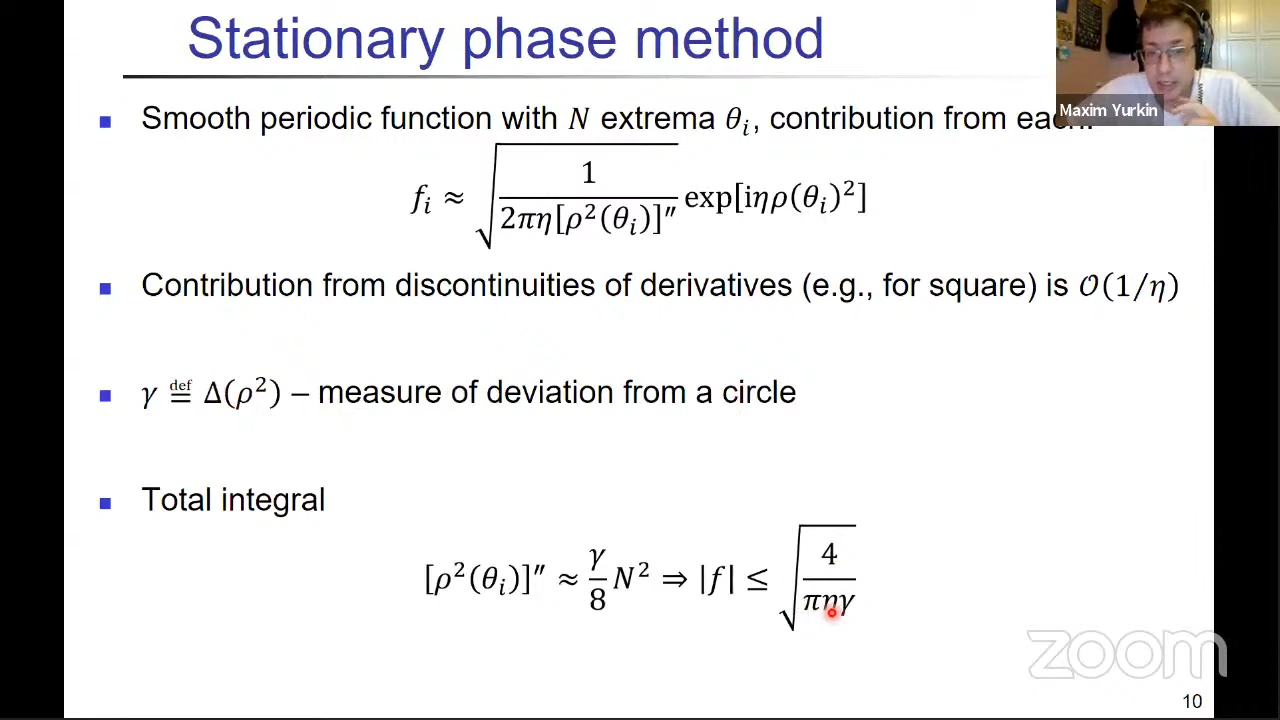 Stationary phase method
Maxim Yurkin
▪ Smooth periodic function with N extrema θᵢ, contribution from each:
fᵢ ≈ √(1 / (2πη[ρ²(θᵢ)]″)) exp[iηρ(θᵢ)²]
▪ Contribution from discontinuities of derivatives (e.g., for square) is 𝒪(1/η)
▪ γ ≝ Δ(ρ²) – measure of deviation from a circle
▪ Total integral
[ρ²(θᵢ)]″ ≈ (γ/8)N² ⇒ |f| ≤ √(4 / (πηγ))
zoom
10